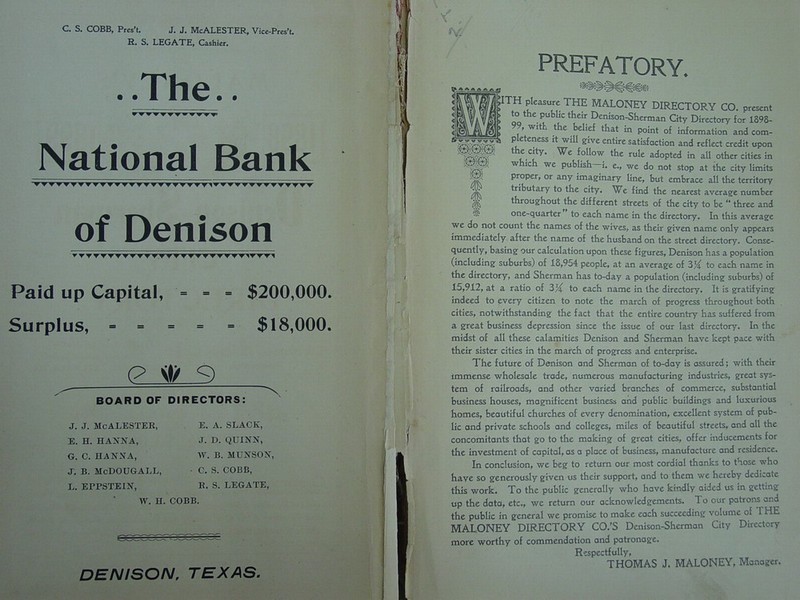 C. S. COBB, Pres't. J. J. McALESTER, Vice-Pres't.
R. S. LEGATE, Cashier.
..The..
National Bank
of Denison
Paid up Capital, = = = $200,000.
Surplus, = = = = = $18,000.
BOARD OF DIRECTORS:
J. J. McALESTER, E. A. SLACK,
E. H. HANNA, J. D. QUINN,
G. C. HANNA, W. B. MUNSON,
J. B. McDOUGALL, C. S. COBB,
L. EPPSTEIN, R. S. LEGATE,
W. H. COBB.
DENISON, TEXAS.
PREFATORY.
WITH pleasure THE MALONEY DIRECTORY CO. present
to the public their Denison-Sherman City Directory for 1898-
99, with the belief that in point of information and com-
pleteness it will give entire satisfaction and reflect credit upon
the city. We follow the rule adopted in all other cities in
which we publish—i. e., we do not stop at the city limits
proper, or any imaginary line, but embrace all the territory
tributary to the city. We find the nearest average number
throughout the different streets of the city to be "three and
one-quarter" to each name in the directory. In this average
we do not count the names of the wives, as their given name only appears
immediately after the name of the husband on the street directory. Conse-
quently, basing our calculation upon these figures, Denison has a population
(including suburbs) of 18,954 people, at an average of 3¼ to each name in
the directory, and Sherman has to-day a population (including suburbs) of
15,912, at a ratio of 3¼ to each name in the directory. It is gratifying
indeed to every citizen to note the march of progress throughout both
cities, notwithstanding the fact that the entire country has suffered from
a great business depression since the issue of our last directory. In the
midst of all these calamities Denison and Sherman have kept pace with
their sister cities in the march of progress and enterprise.
The future of Denison and Sherman of to-day is assured; with their
immense wholesale trade, numerous manufacturing industries, great sys-
tem of railroads, and other varied branches of commerce, substantial
business houses, magnificent business and public buildings and luxurious
homes, beautiful churches of every denomination, excellent system of pub-
lic and private schools and colleges, miles of beautiful streets, and all the
concomitants that go to the making of great cities, offer inducements for
the investment of capital, as a place of business, manufacture and residence.
In conclusion, we beg to return our most cordial thanks to those who
have so generously given us their support, and to them we hereby dedicate
this work. To the public generally who have kindly aided us in getting
up the data, etc., we return our acknowledgements. To our patrons and
the public in general we promise to make each succeeding volume of THE
MALONEY DIRECTORY CO.'S Denison-Sherman City Directory
more worthy of commendation and patronage.
Respectfully,
THOMAS J. MALONEY, Manager.